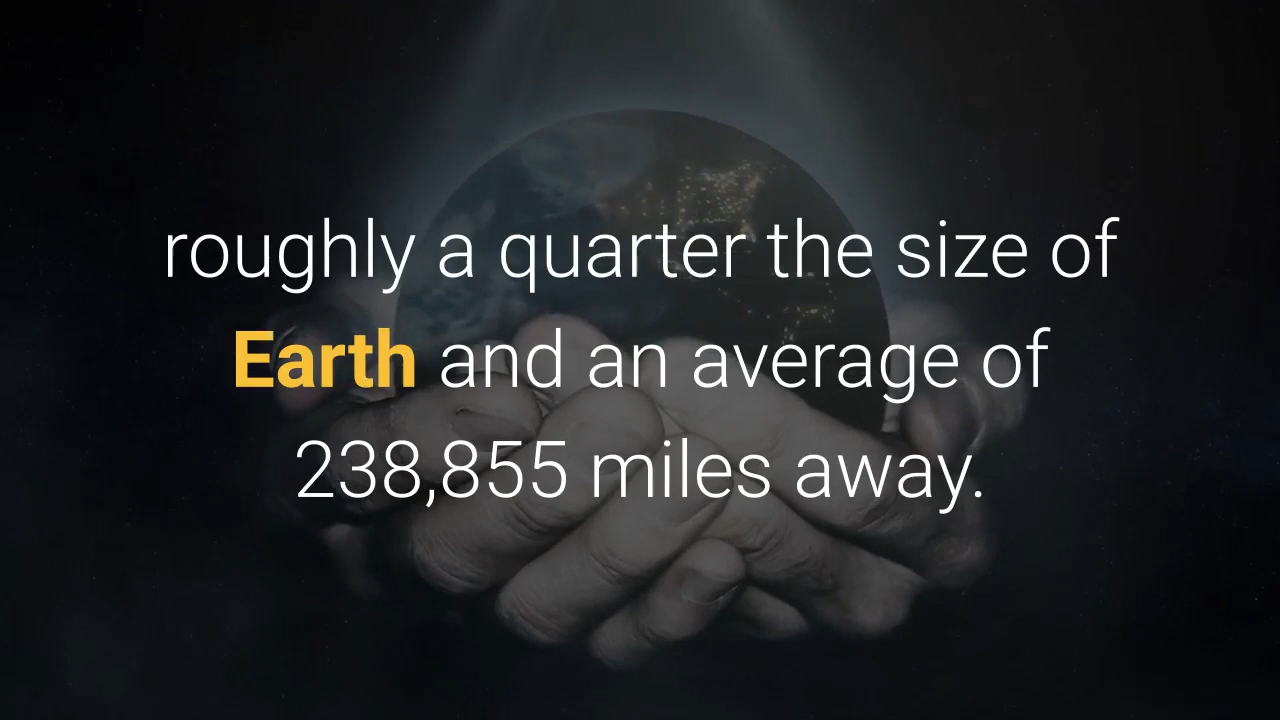 roughly a quarter the size of
Earth and an average of
238,855 miles away.